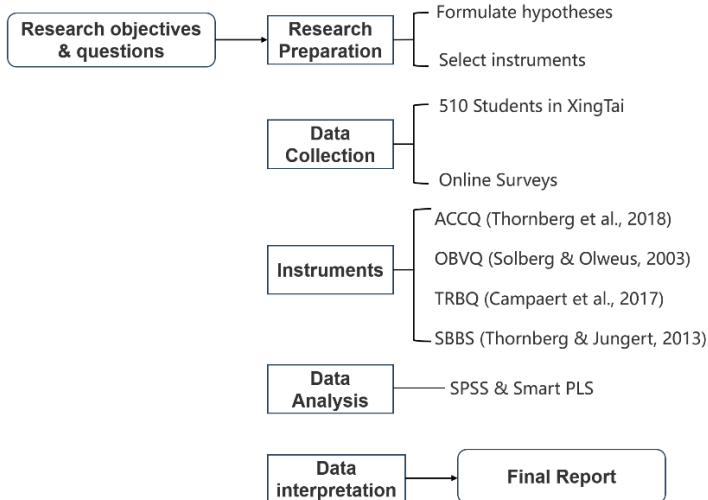 Research objectives
& questions
Research
Preparation
Formulate hypotheses
Select instruments
Data
Collection
510 Students in XingTai
Online Surveys
Instruments
ACCQ (Thornberg et al., 2018)
OBVQ (Solberg & Olweus, 2003)
TRBQ (Campaert et al., 2017)
SBBS (Thornberg & Jungert, 2013)
Data
Analysis
SPSS & Smart PLS
Data
interpretation
Final Report